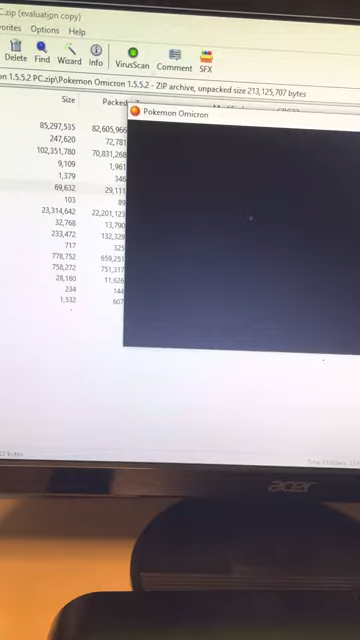 C.zip (evaluation copy)
vorites Options Help
Delete Find Wizard Info VirusScan Comment SFX
on 1.5.5.2 PC.zip\Pokemon Omicron 1.5.5.2 - ZIP archive, unpacked size 213,125,707 bytes
Size Packed
Pokemon Omicron
85,297,535 82,605,966
247,620 72,781
102,351,780 70,831,268
9,109 1,961
1,379 346
69,632 29,111
103 89
23,314,642 22,201,123
32,768 13,790
233,472 132,329
717 325
778,752 659,251
758,272 751,317
28,160 11,626
234 144
1,532 607
bytes
acer